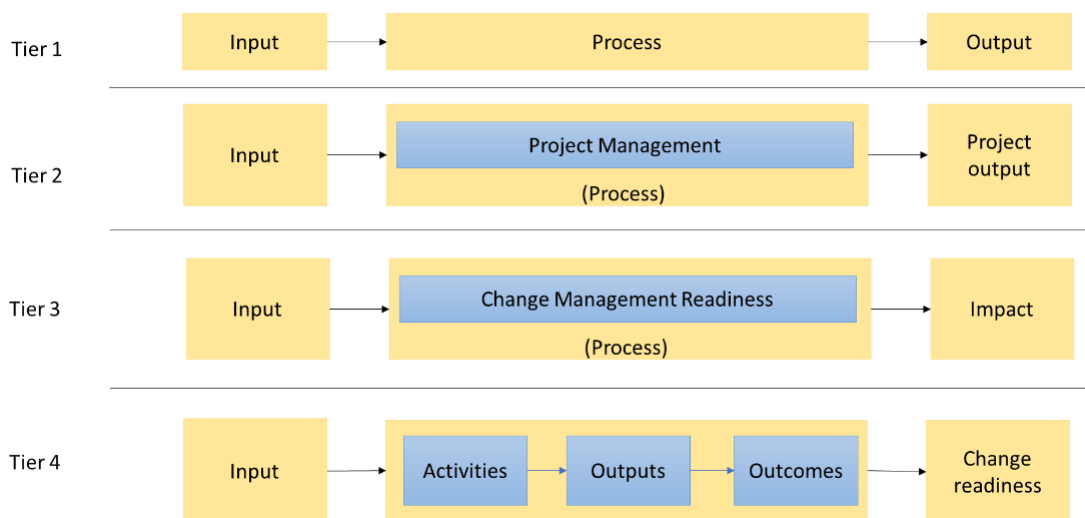 Tier 1
Input
Process
Output
Tier 2
Input
Project Management
(Process)
Project
output
Tier 3
Input
Change Management Readiness
(Process)
Impact
Tier 4
Input
Activities
Outputs
Outcomes
Change
readiness